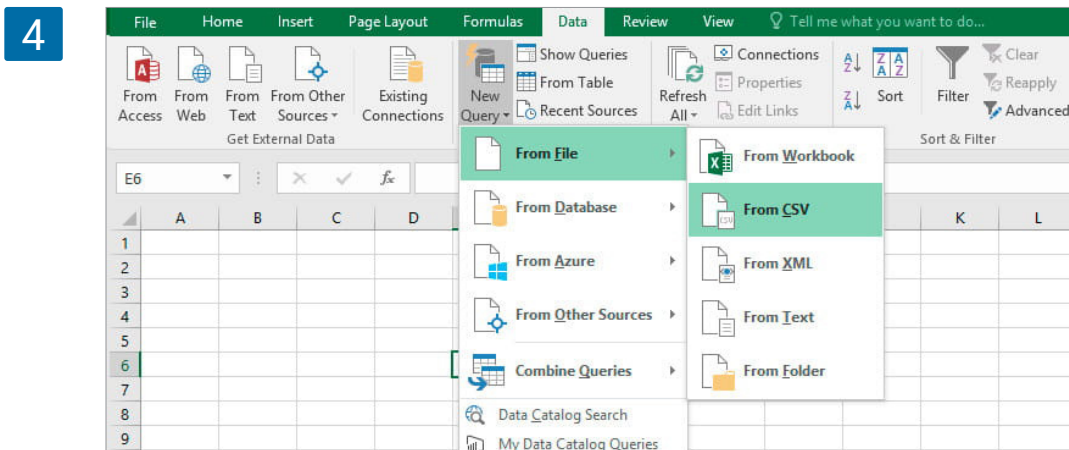 4
File Home Insert Page Layout Formulas Data Review View Tell me what you want to do...
From Access
From Web
From Text
From Other Sources
Existing Connections
Get External Data
New Query
Show Queries
From Table
Recent Sources
Refresh All
Connections
Properties
Edit Links
Sort
Filter
Clear
Reapply
Advanced
Sort & Filter
E6
fx
A B C D K L
1
2
3
4
5
6
7
8
9
From File
From Database
From Azure
From Other Sources
Combine Queries
Data Catalog Search
My Data Catalog Queries
From Workbook
From CSV
From XML
From Text
From Folder